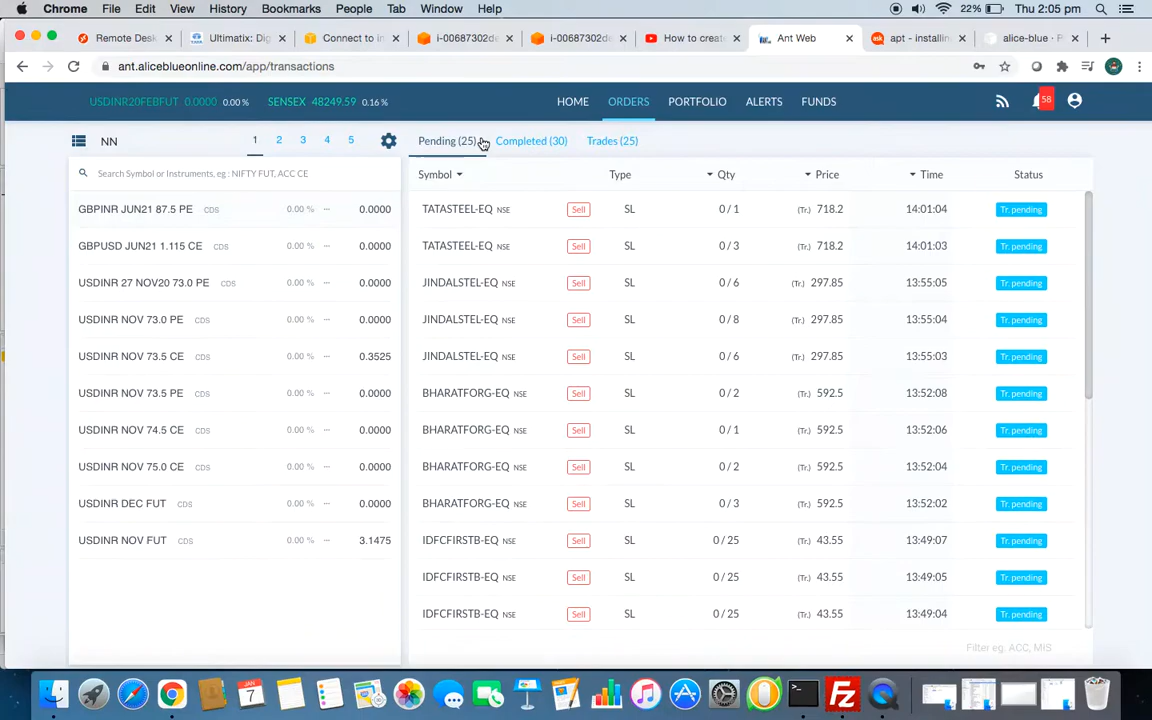 Chrome File Edit View History Bookmarks People Tab Window Help 22% Thu 2:05 pm
Remote Desk Ultimatix: Dig Connect to in i-00687302de i-00687302de How to create Ant Web apt - installin alice-blue · P
ant.aliceblueonline.com/app/transactions
USDINR20FEBFUT 0.0000 0.00 % SENSEX 48249.59 0.16 % HOME ORDERS PORTFOLIO ALERTS FUNDS 58
NN 1 2 3 4 5 Pending (25) Completed (30) Trades (25)
Search Symbol or Instruments. eg : NIFTY FUT, ACC CE Symbol Type Qty Price Time Status
GBPINR JUN21 87.5 PE CDS 0.00 % 0.0000 TATASTEEL-EQ NSE Sell SL 0 / 1 (Tr.) 718.2 14:01:04 Tr. pending
GBPUSD JUN21 1.115 CE CDS 0.00 % 0.0000 TATASTEEL-EQ NSE Sell SL 0 / 3 (Tr.) 718.2 14:01:03 Tr. pending
USDINR 27 NOV20 73.0 PE CDS 0.00 % 0.0000 JINDALSTEL-EQ NSE Sell SL 0 / 6 (Tr.) 297.85 13:55:05 Tr. pending
USDINR NOV 73.0 PE CDS 0.00 % 0.0000 JINDALSTEL-EQ NSE Sell SL 0 / 8 (Tr.) 297.85 13:55:04 Tr. pending
USDINR NOV 73.5 CE CDS 0.00 % 0.3525 JINDALSTEL-EQ NSE Sell SL 0 / 6 (Tr.) 297.85 13:55:03 Tr. pending
USDINR NOV 73.5 PE CDS 0.00 % 0.0000 BHARATFORG-EQ NSE Sell SL 0 / 2 (Tr.) 592.5 13:52:08 Tr. pending
USDINR NOV 74.5 CE CDS 0.00 % 0.0000 BHARATFORG-EQ NSE Sell SL 0 / 1 (Tr.) 592.5 13:52:06 Tr. pending
USDINR NOV 75.0 CE CDS 0.00 % 0.0000 BHARATFORG-EQ NSE Sell SL 0 / 2 (Tr.) 592.5 13:52:04 Tr. pending
USDINR DEC FUT CDS 0.00 % 0.0000 BHARATFORG-EQ NSE Sell SL 0 / 3 (Tr.) 592.5 13:52:02 Tr. pending
USDINR NOV FUT CDS 0.00 % 3.1475 IDFCFIRSTB-EQ NSE Sell SL 0 / 25 (Tr.) 43.55 13:49:07 Tr. pending
IDFCFIRSTB-EQ NSE Sell SL 0 / 25 (Tr.) 43.55 13:49:05 Tr. pending
IDFCFIRSTB-EQ NSE Sell SL 0 / 25 (Tr.) 43.55 13:49:04 Tr. pending
Filter eg: ACC, MIS
JAN 7